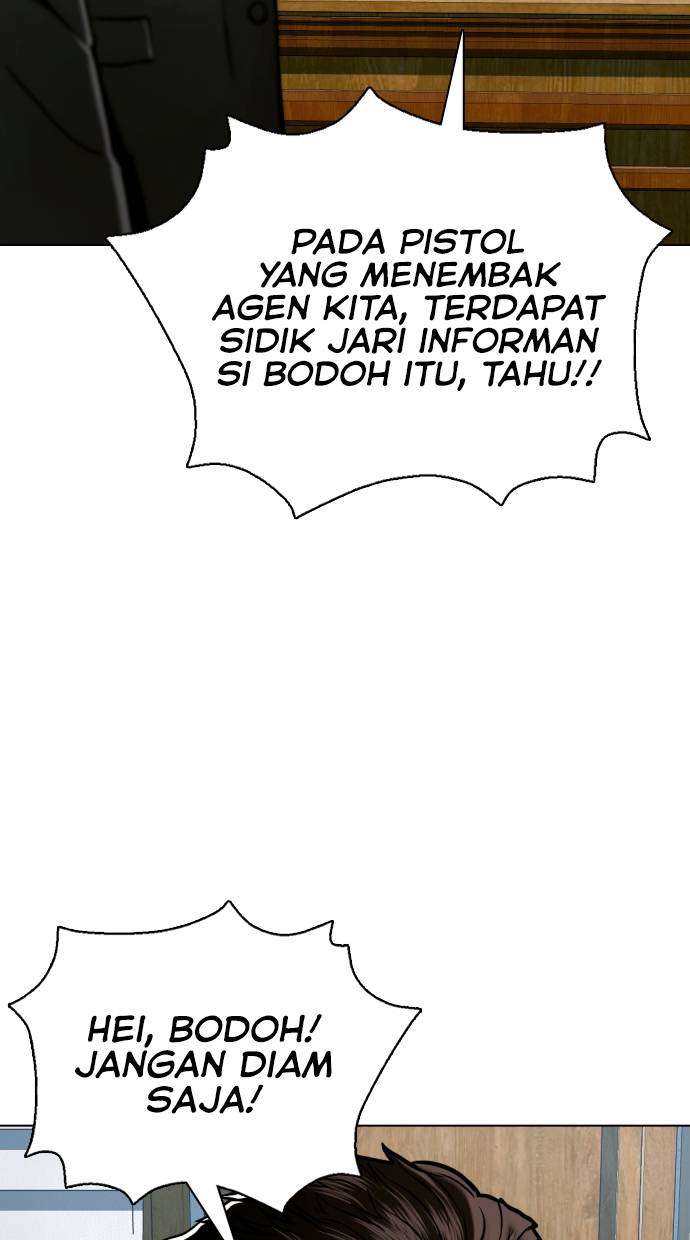 PADA PISTOL
YANG MENEMBAK
AGEN KITA, TERDAPAT
SIDIK JARI INFORMAN
SI BODOH ITU, TAHU!!
HEI, BODOH!
JANGAN DIAM
SAJA!